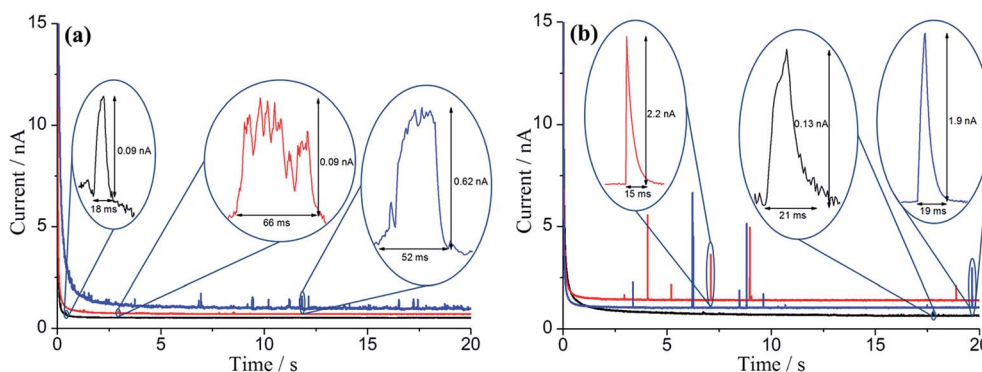 (a)
Current / nA
15
10
5
0
0.09 nA
18 ms
0.09 nA
66 ms
0.62 nA
52 ms
0 5 10 15 20
Time / s
(b)
Current / nA
15
10
5
0
2.2 nA
15 ms
0.13 nA
21 ms
1.9 nA
19 ms
0 5 10 15 20
Time / s